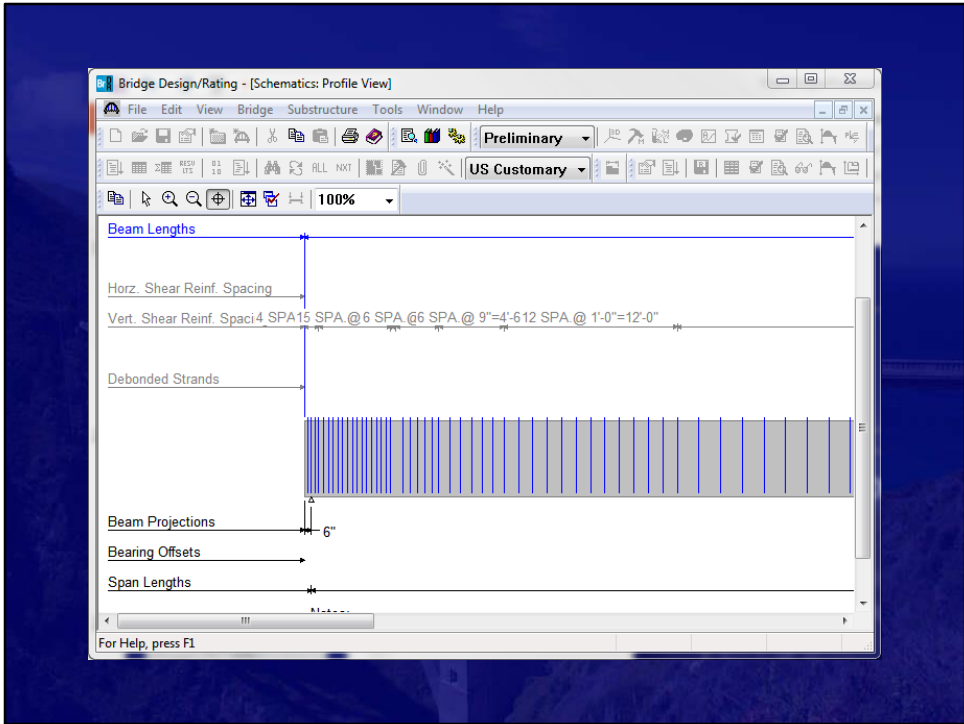 Br Bridge Design/Rating - [Schematics: Profile View]
File Edit View Bridge Substructure Tools Window Help
Preliminary
ALL NXT US Customary
100%
Beam Lengths
Horz. Shear Reinf. Spacing
Vert. Shear Reinf. Spaci 4 SPA 15 SPA.@ 6 SPA.@ 6 SPA.@ 9"=4'-6 12 SPA.@ 1'-0"=12'-0"
Debonded Strands
Beam Projections
6"
Bearing Offsets
Span Lengths
For Help, press F1